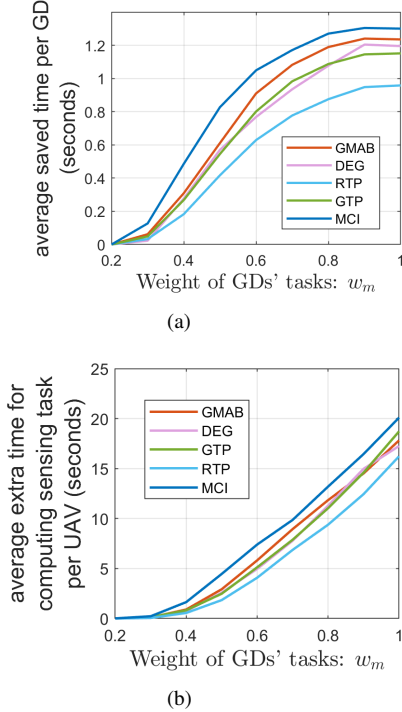 average saved time per GD
(seconds)
1.2
1
0.8
0.6
0.4
0.2
0
GMAB
DEG
RTP
GTP
MCI
0.2 0.4 0.6 0.8 1
Weight of GDs' tasks: w_m
(a)
average extra time for
computing sensing task
per UAV (seconds)
25
20
15
10
5
0
GMAB
DEG
GTP
RTP
MCI
0.2 0.4 0.6 0.8 1
Weight of GDs' tasks: w_m
(b)